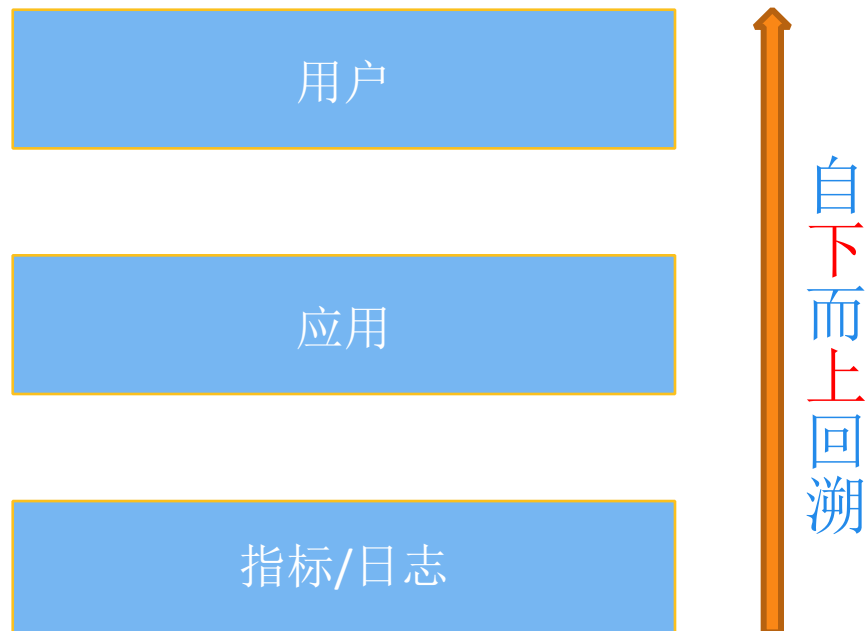 用户
应用
指标/日志
自下而上回溯